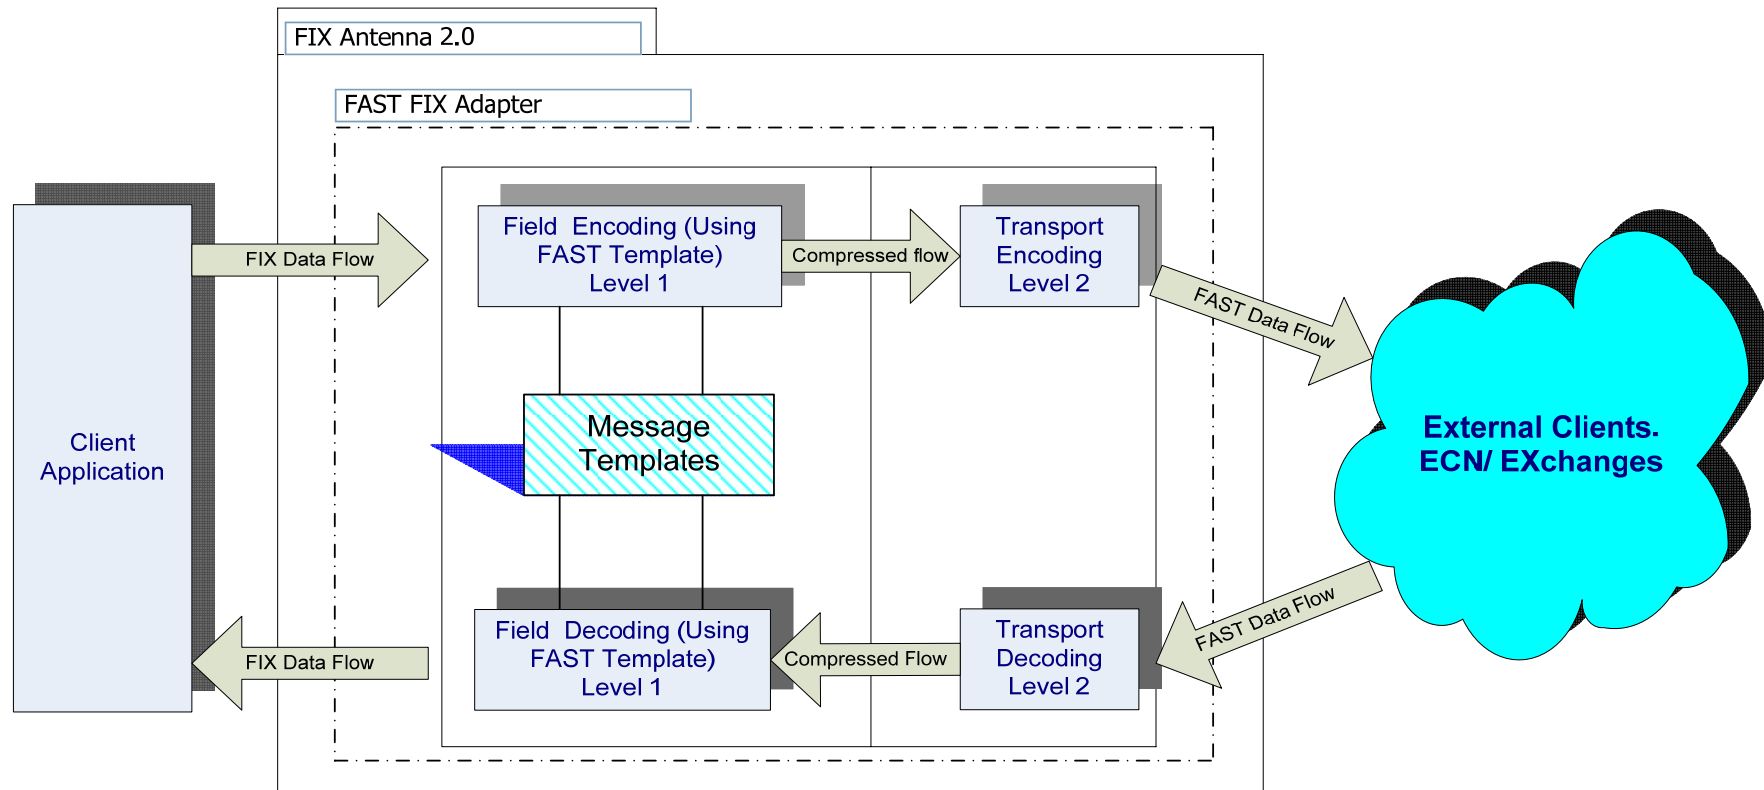 FIX Antenna 2.0
FAST FIX Adapter
Client
Application
FIX Data Flow
Field Encoding (Using
FAST Template)
Level 1
Compressed flow
Transport
Encoding
Level 2
FAST Data Flow
Message
Templates
External Clients.
ECN/ EXchanges
FIX Data Flow
Field Decoding (Using
FAST Template)
Level 1
Compressed Flow
Transport
Decoding
Level 2
FAST Data Flow